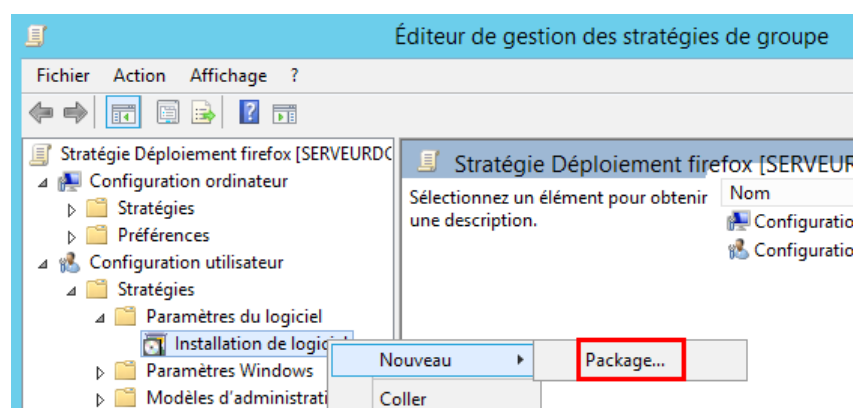 Éditeur de gestion des stratégies de groupe
Fichier Action Affichage ?
Stratégie Déploiement firefox [SERVEURDC
Configuration ordinateur
Stratégies
Préférences
Configuration utilisateur
Stratégies
Paramètres du logiciel
Installation de logiciel
Paramètres Windows
Modèles d'administrati
Stratégie Déploiement firefox [SERVEUR
Sélectionnez un élément pour obtenir
une description.
Nom
Configuratio
Configuratio
Nouveau
Coller
Package...